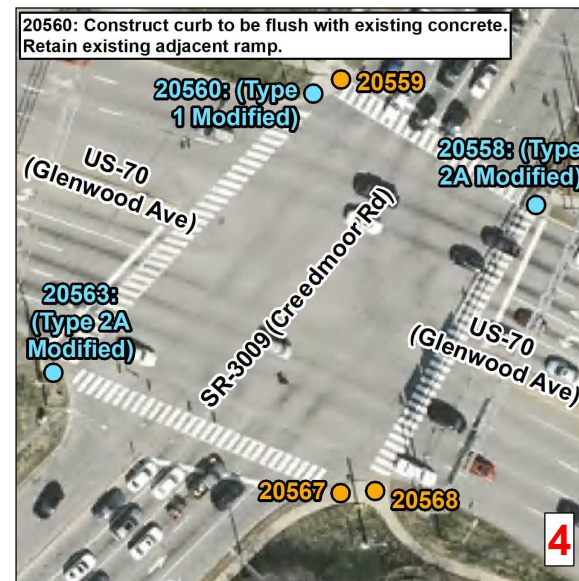 20560: Construct curb to be flush with existing concrete.
Retain existing adjacent ramp.
20559
20560: (Type
1 Modified)
20558: (Type
2A Modified)
US-70
(Glenwood Ave)
SR-3009 (Creedmoor Rd)
20563:
(Type 2A
Modified)
US-70
(Glenwood Ave)
20567
20568
4